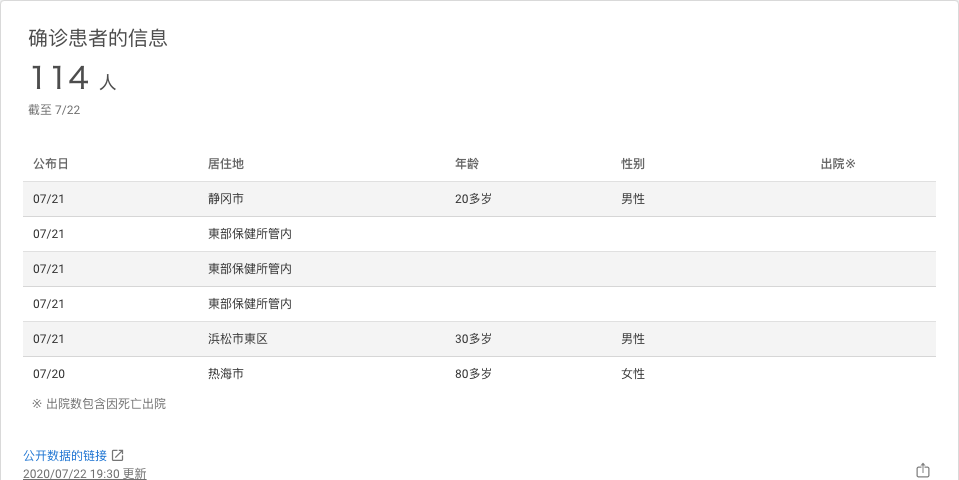 确诊患者的信息
114 人
截至 7/22
公布日 居住地 年龄 性别 出院※
07/21 静冈市 20多岁 男性
07/21 東部保健所管内
07/21 東部保健所管内
07/21 東部保健所管内
07/21 浜松市東区 30多岁 男性
07/20 热海市 80多岁 女性
※ 出院数包含因死亡出院
公开数据的链接
2020/07/22 19:30 更新